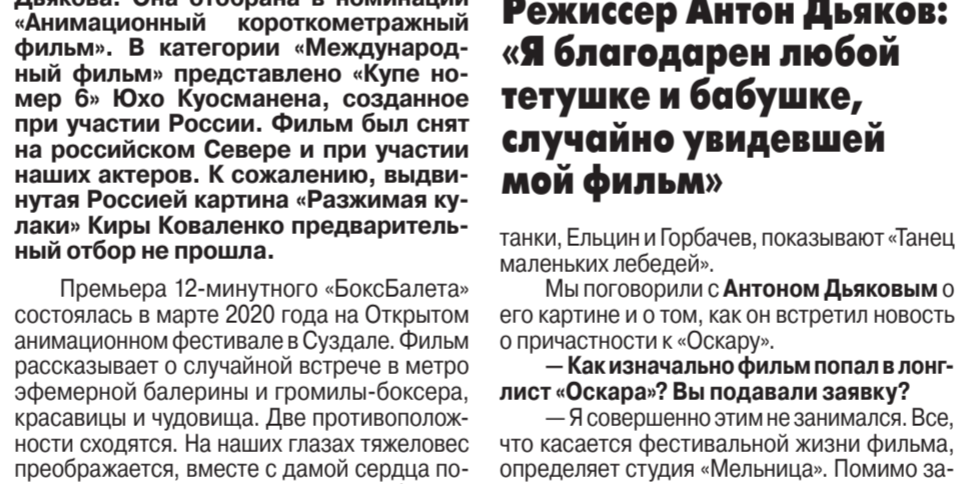 Дьякова. Она отобрана в номинации
«Анимационный короткометражный
фильм». В категории «Международ-
ный фильм» представлено «Купе но-
мер 6» Юхо Куосманена, созданное
при участии России. Фильм был снят
на российском Севере и при участии
наших актеров. К сожалению, выдви-
нутая Россией картина «Разжимая ку-
лаки» Киры Коваленко предваритель-
ный отбор не прошла.
Премьера 12-минутного «БоксБалета»
состоялась в марте 2020 года на Открытом
анимационном фестивале в Суздале. Фильм
рассказывает о случайной встрече в метро
эфемерной балерины и громилы-боксера,
красавицы и чудовища. Две противополож-
ности сходятся. На наших глазах тяжеловес
преображается, вместе с дамой сердца по-
Режиссер Антон Дьяков:
«Я благодарен любой
тетушке и бабушке,
случайно увидевшей
мой фильм»
танки, Ельцин и Горбачев, показывают «Танец
маленьких лебедей».
Мы поговорили с Антоном Дьяковым о
его картине и о том, как он встретил новость
о причастности к «Оскару».
— Как изначально фильм попал в лонг-
лист «Оскара»? Вы подавали заявку?
— Я совершенно этим не занимался. Все,
что касается фестивальной жизни фильма,
определяет студия «Мельница». Помимо за-